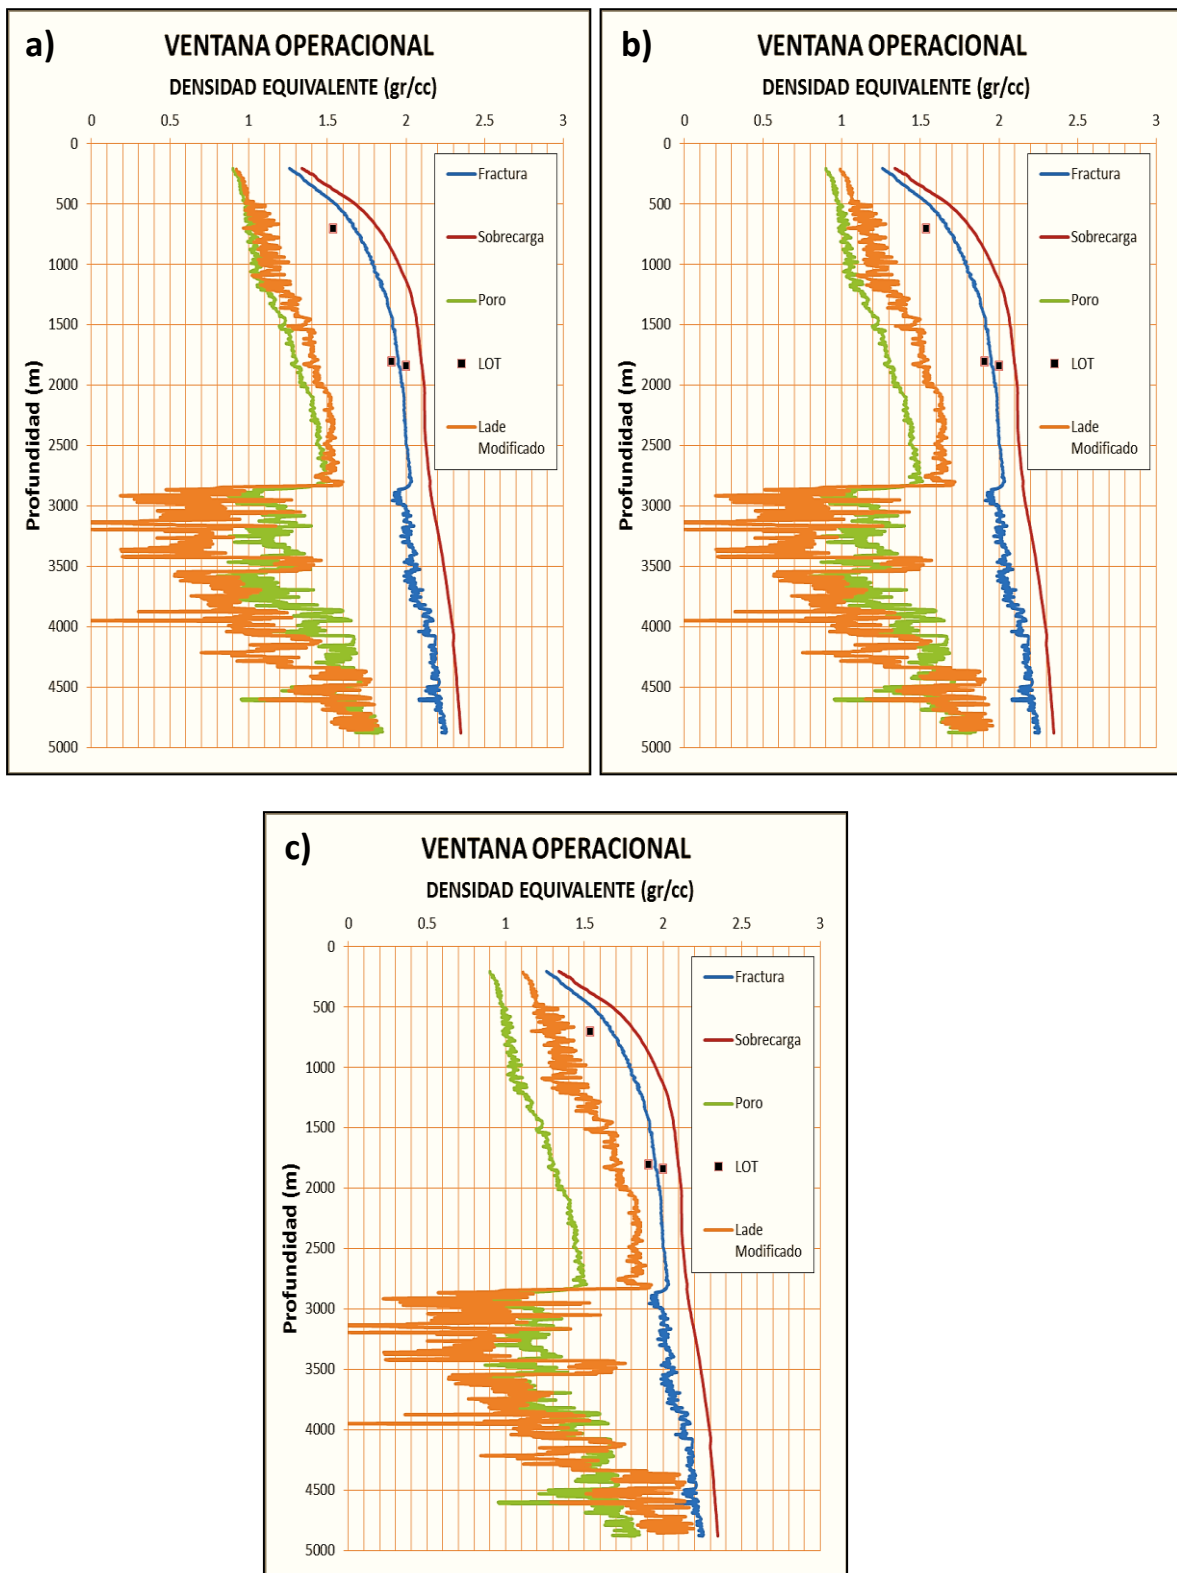 a)
VENTANA OPERACIONAL
DENSIDAD EQUIVALENTE (gr/cc)
0 0.5 1 1.5 2 2.5 3
0
500
1000
1500
2000
2500
3000
3500
4000
4500
5000
Profundidad (m)
Fractura
Sobrecarga
Poro
LOT
Lade
Modificado
b)
VENTANA OPERACIONAL
DENSIDAD EQUIVALENTE (gr/cc)
0 0.5 1 1.5 2 2.5 3
0
500
1000
1500
2000
2500
3000
3500
4000
4500
5000
Profundidad (m)
Fractura
Sobrecarga
Poro
LOT
Lade
Modificado
c)
VENTANA OPERACIONAL
DENSIDAD EQUIVALENTE (gr/cc)
0 0.5 1 1.5 2 2.5 3
0
500
1000
1500
2000
2500
3000
3500
4000
4500
5000
Profundidad (m)
Fractura
Sobrecarga
Poro
LOT
Lade
Modificado